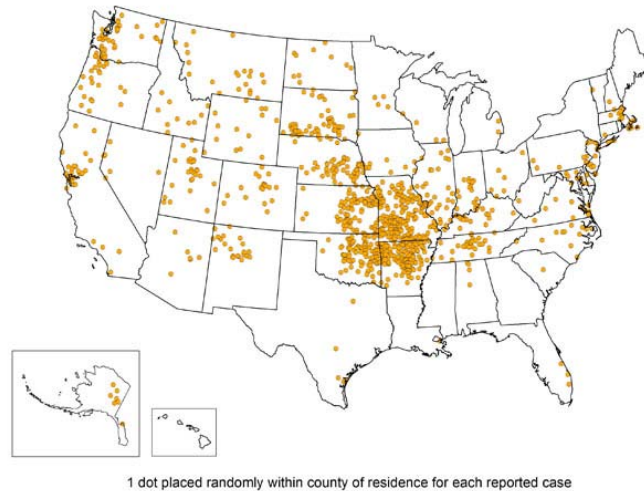 1 dot placed randomly within county of residence for each reported case